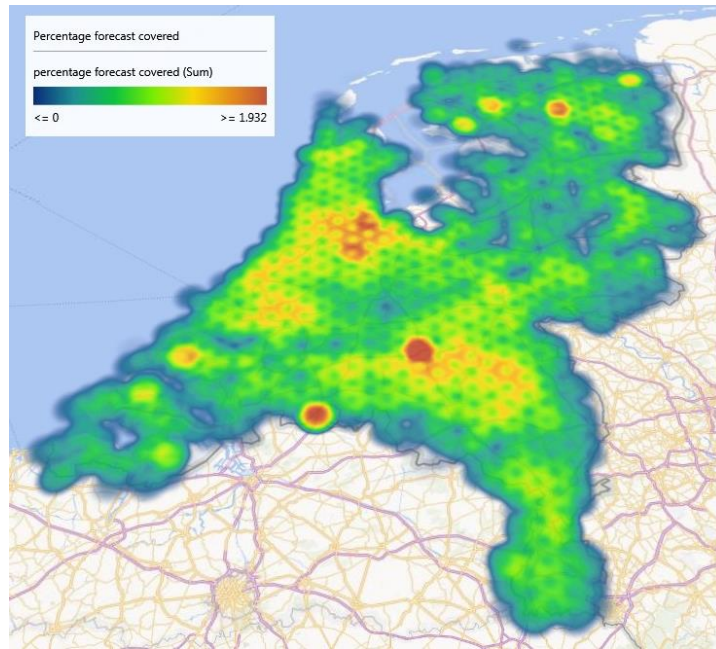 Percentage forecast covered
percentage forecast covered (Sum)
<= 0
>= 1.932